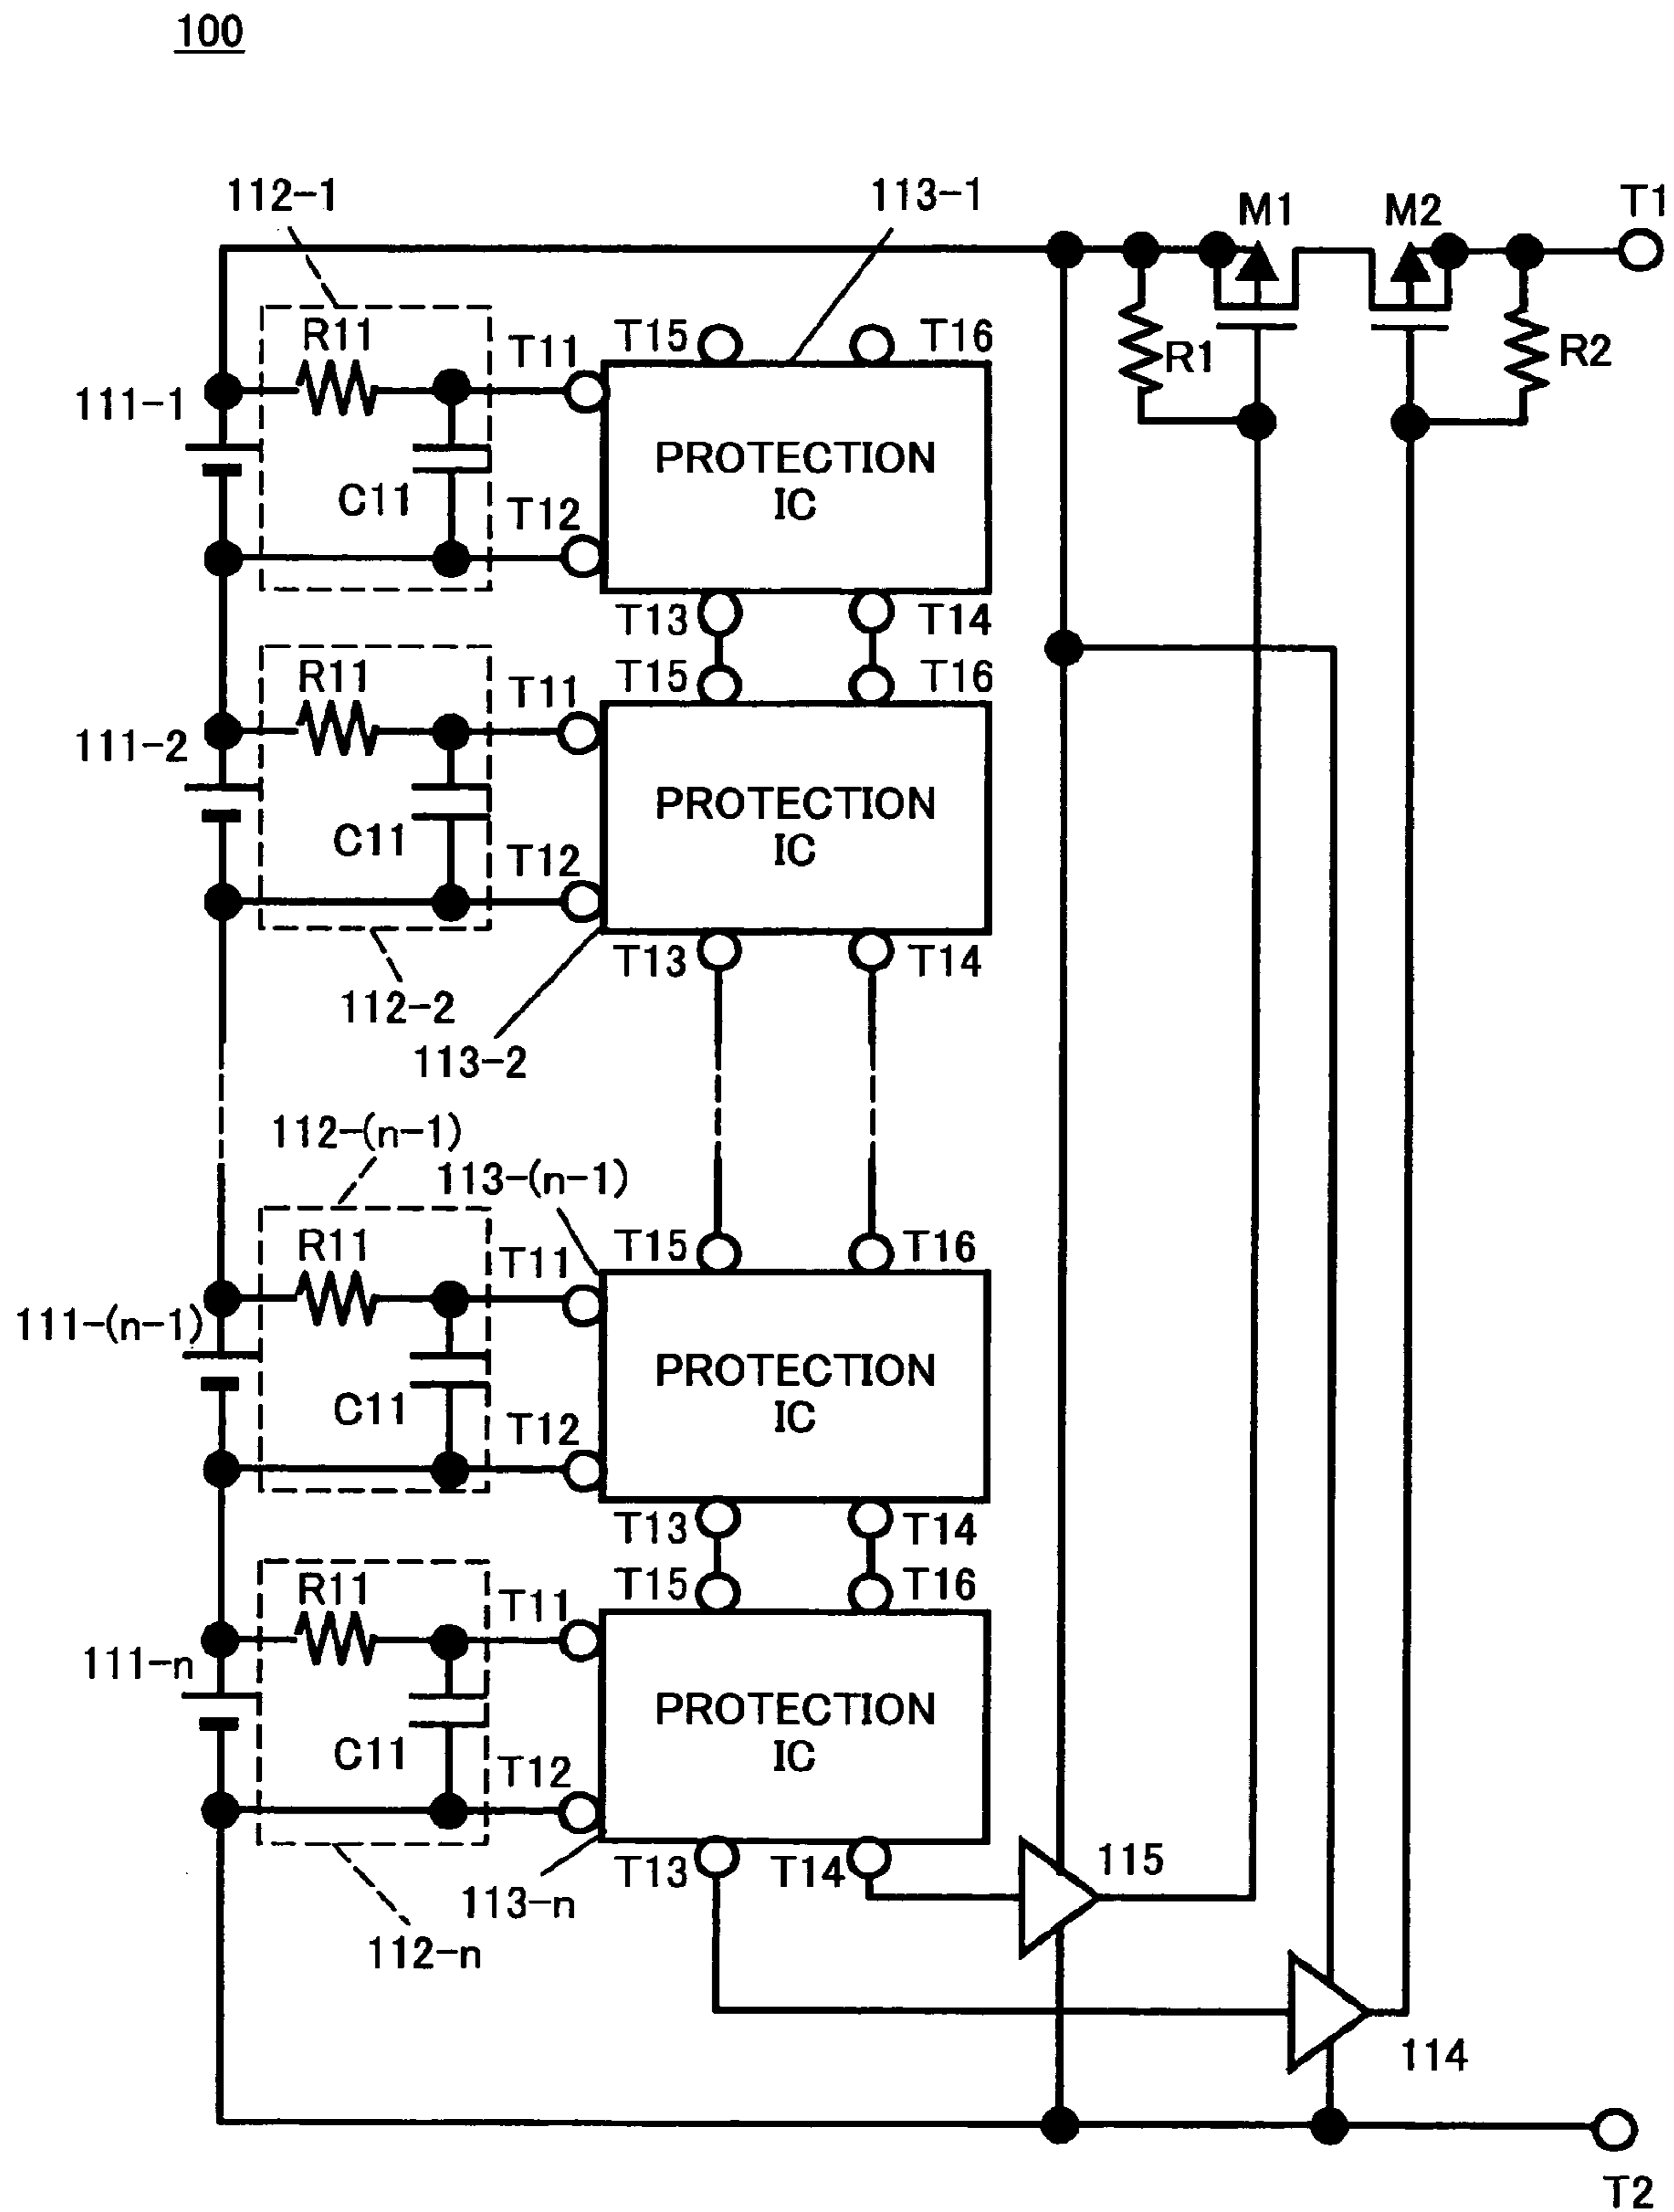 100
112-1
113-1
M1
M2
T1
R11
T11
T15
T16
R1
R2
111-1
PROTECTION
IC
C11
T12
T13
T14
R11
T11
T15
T16
111-2
PROTECTION
IC
C11
T12
T13
T14
112-2
113-2
112-(n-1)
113-(n-1)
R11
T11
T15
T16
111-(n-1)
PROTECTION
IC
C11
T12
T13
T14
R11
T11
T15
T16
111-n
PROTECTION
IC
C11
T12
T13
T14
115
113-n
112-n
114
T2